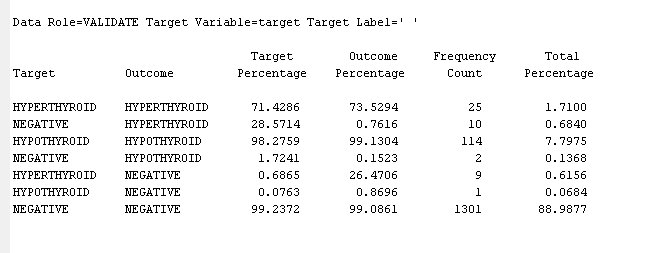 Data Role=VALIDATE Target Variable=target Target Label=' '
Target Outcome Frequency Total
Target Outcome Percentage Percentage Count Percentage
HYPERTHYROID HYPERTHYROID 71.4286 73.5294 25 1.7100
NEGATIVE HYPERTHYROID 28.5714 0.7616 10 0.6840
HYPOTHYROID HYPOTHYROID 98.2759 99.1304 114 7.7975
NEGATIVE HYPOTHYROID 1.7241 0.1523 2 0.1368
HYPERTHYROID NEGATIVE 0.6865 26.4706 9 0.6156
HYPOTHYROID NEGATIVE 0.0763 0.8696 1 0.0684
NEGATIVE NEGATIVE 99.2372 99.0861 1301 88.9877